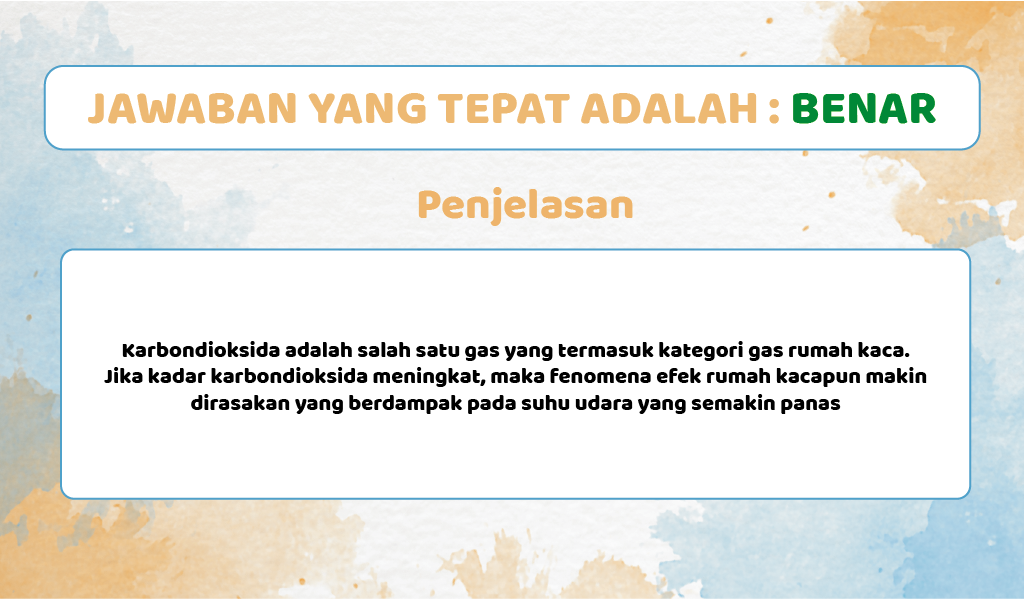 JAWABAN YANG TEPAT ADALAH : BENAR
Penjelasan
Karbondioksida adalah salah satu gas yang termasuk kategori gas rumah kaca.
Jika kadar karbondioksida meningkat, maka fenomena efek rumah kacapun makin
dirasakan yang berdampak pada suhu udara yang semakin panas